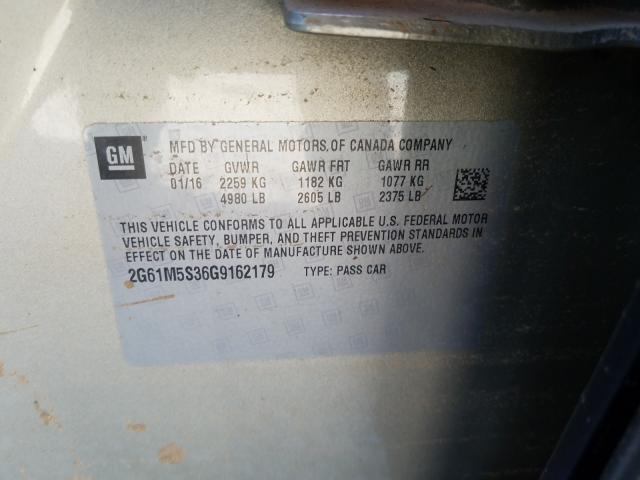 GM
MFD BY GENERAL MOTORS OF CANADA COMPANY
DATE GVWR GAWR FRT GAWR RR
01/16 2259 KG 1182 KG 1077 KG
4980 LB 2605 LB 2375 LB
THIS VEHICLE CONFORMS TO ALL APPLICABLE U.S. FEDERAL MOTOR
VEHICLE SAFETY, BUMPER, AND THEFT PREVENTION STANDARDS IN
EFFECT ON THE DATE OF MANUFACTURE SHOWN ABOVE.
2G61M5S36G9162179 TYPE: PASS CAR